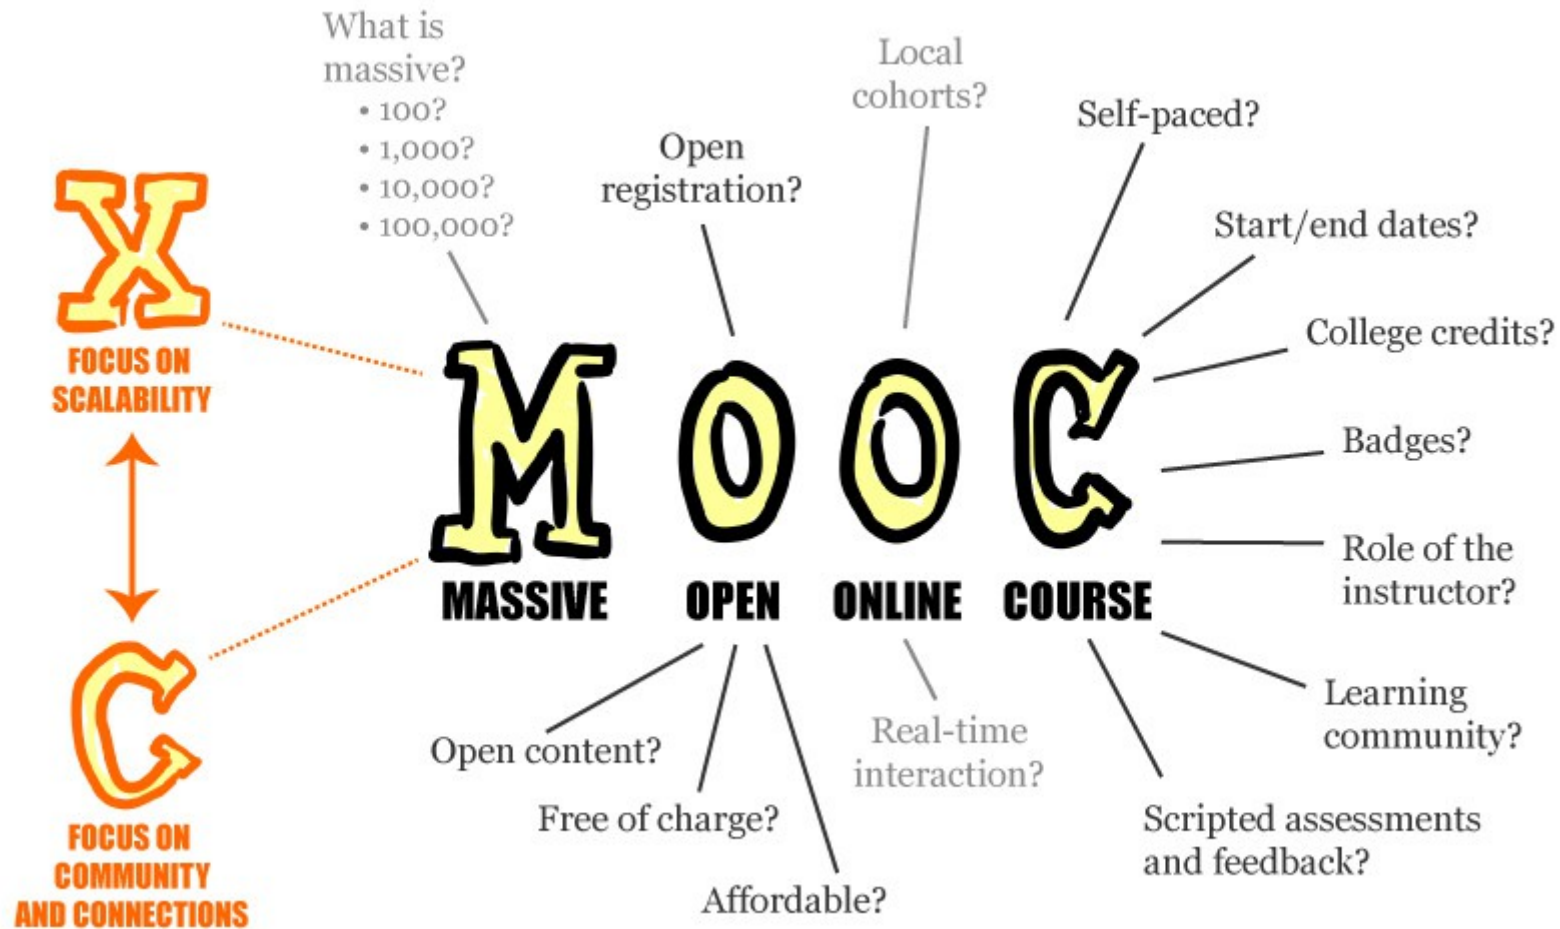 What is
massive?
• 100?
• 1,000?
• 10,000?
• 100,000?
Open
registration?
Local
cohorts?
Self-paced?
Start/end dates?
College credits?
Badges?
Role of the
instructor?
Learning
community?
Scripted assessments
and feedback?
X
FOCUS ON
SCALABILITY
C
FOCUS ON
COMMUNITY
AND CONNECTIONS
MOOC
MASSIVE OPEN ONLINE COURSE
Open content?
Free of charge?
Affordable?
Real-time
interaction?